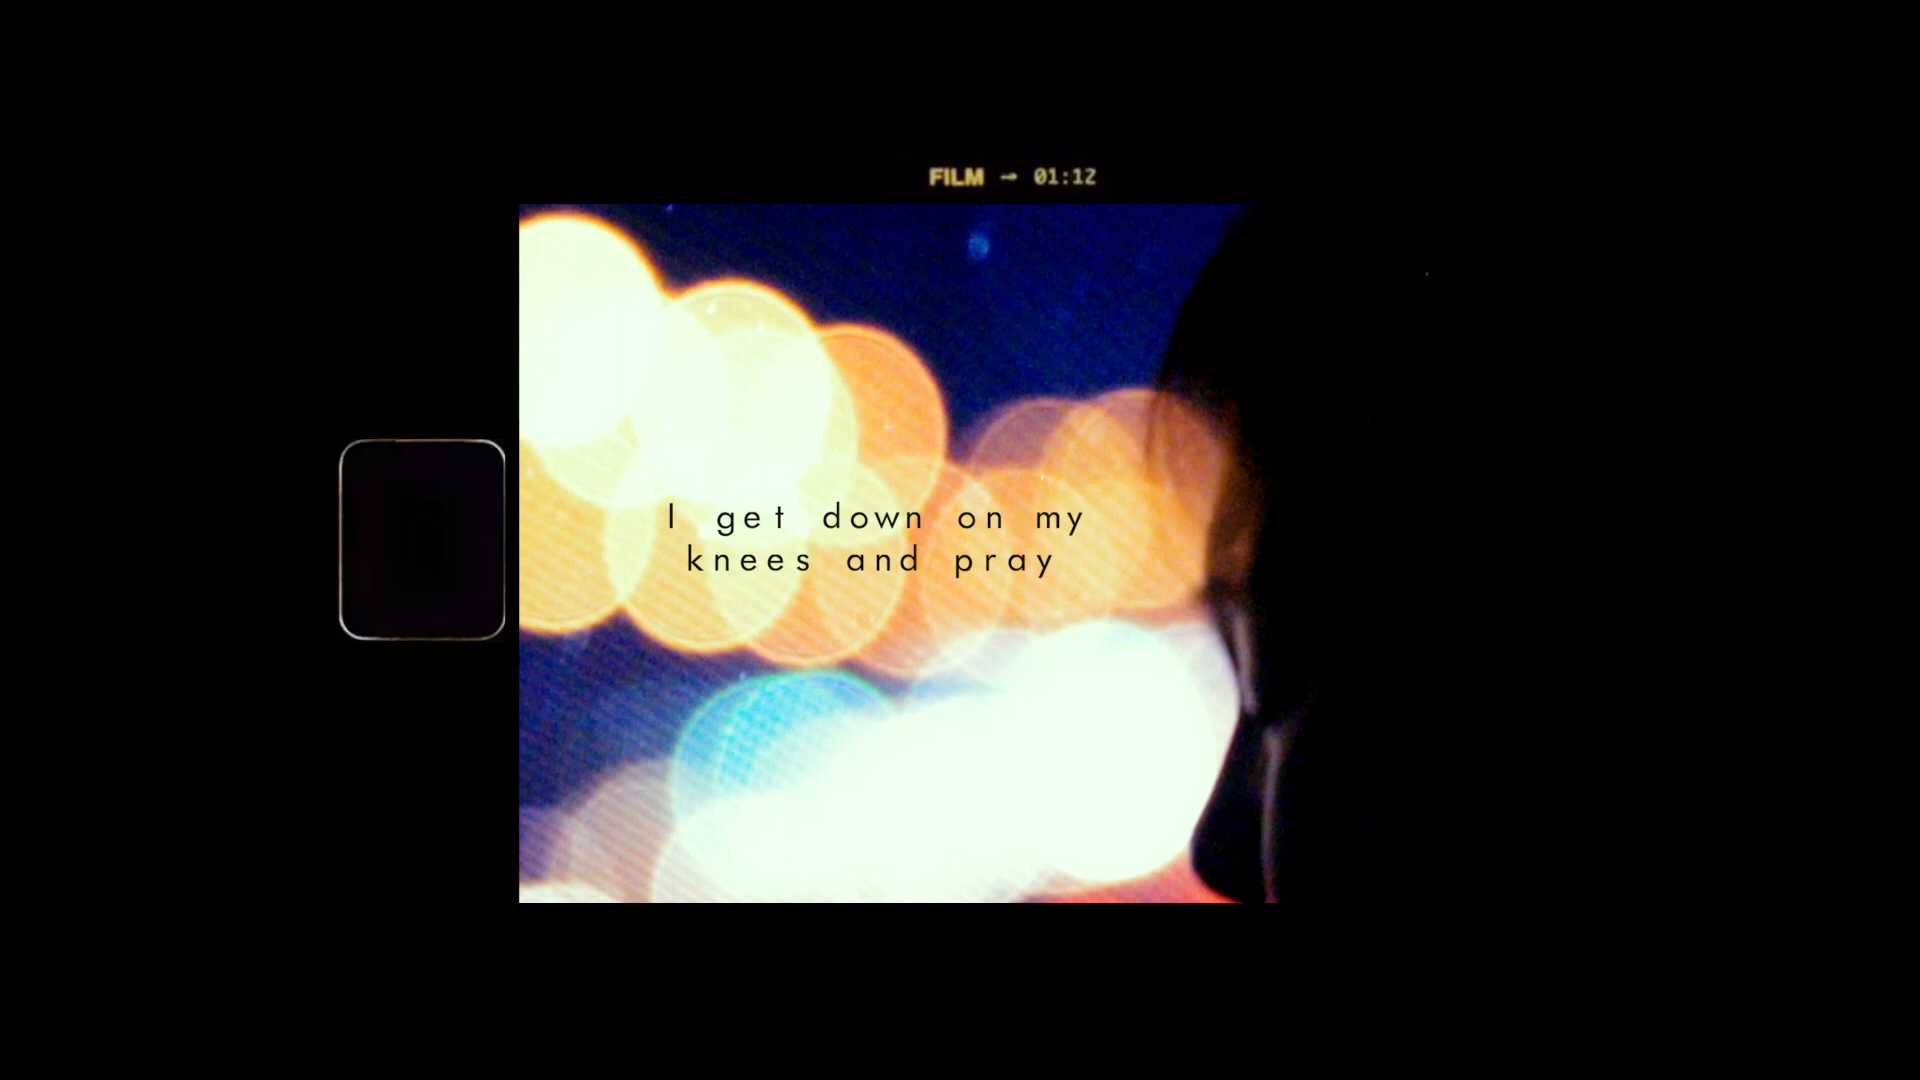 FILM → 01:12
I get down on my
knees and pray